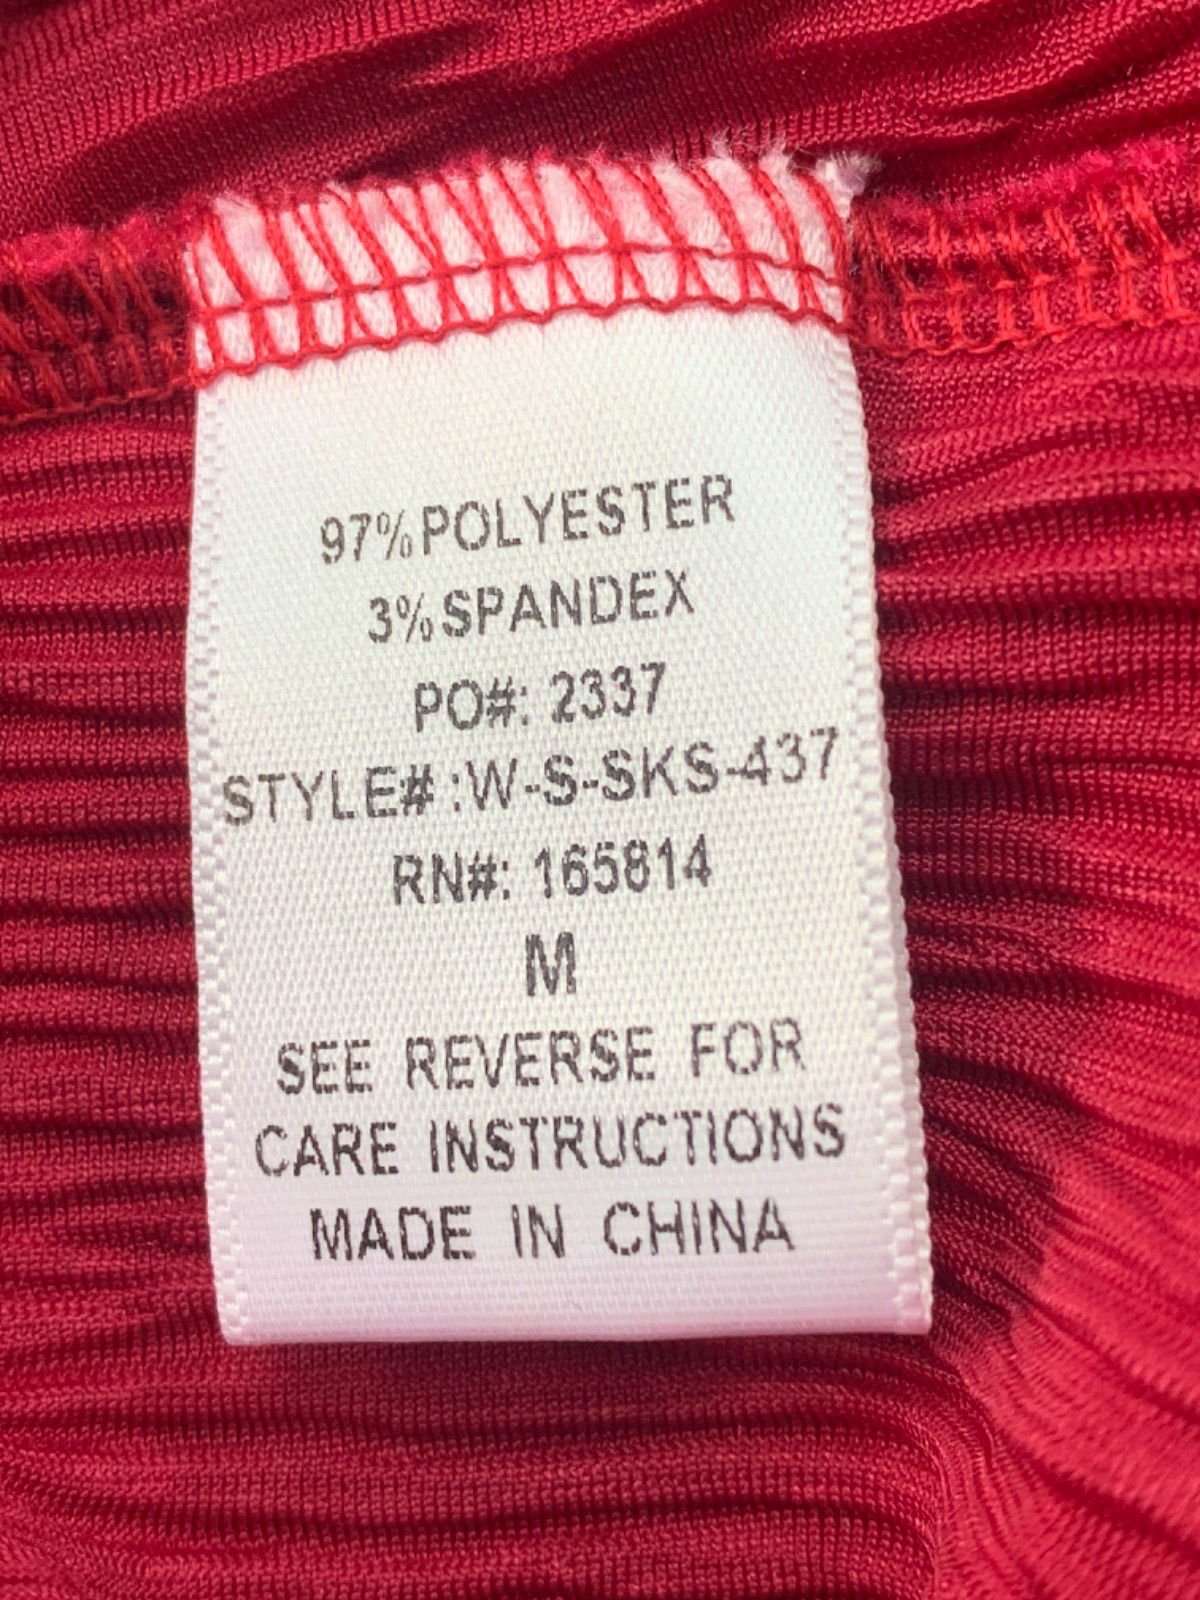 97%POLYESTER
3%SPANDEX
PO#: 2337
STYLE# :W-S-SKS-437
RN#: 165814
M
SEE REVERSE FOR
CARE INSTRUCTIONS
MADE IN CHINA